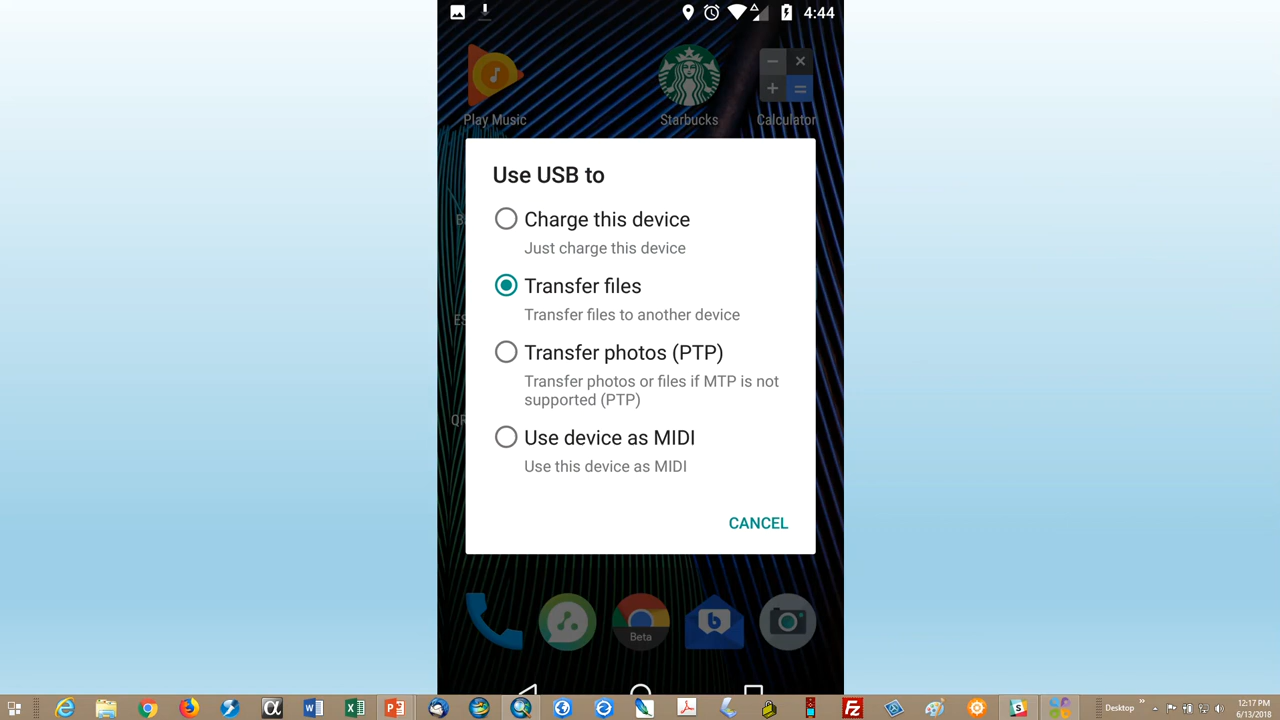 4:44
Play Music
Starbucks
Calculator
Use USB to
Charge this device
Just charge this device
Transfer files
Transfer files to another device
Transfer photos (PTP)
Transfer photos or files if MTP is not
supported (PTP)
Use device as MIDI
Use this device as MIDI
CANCEL
Beta
Desktop
12:17 PM
6/13/2018